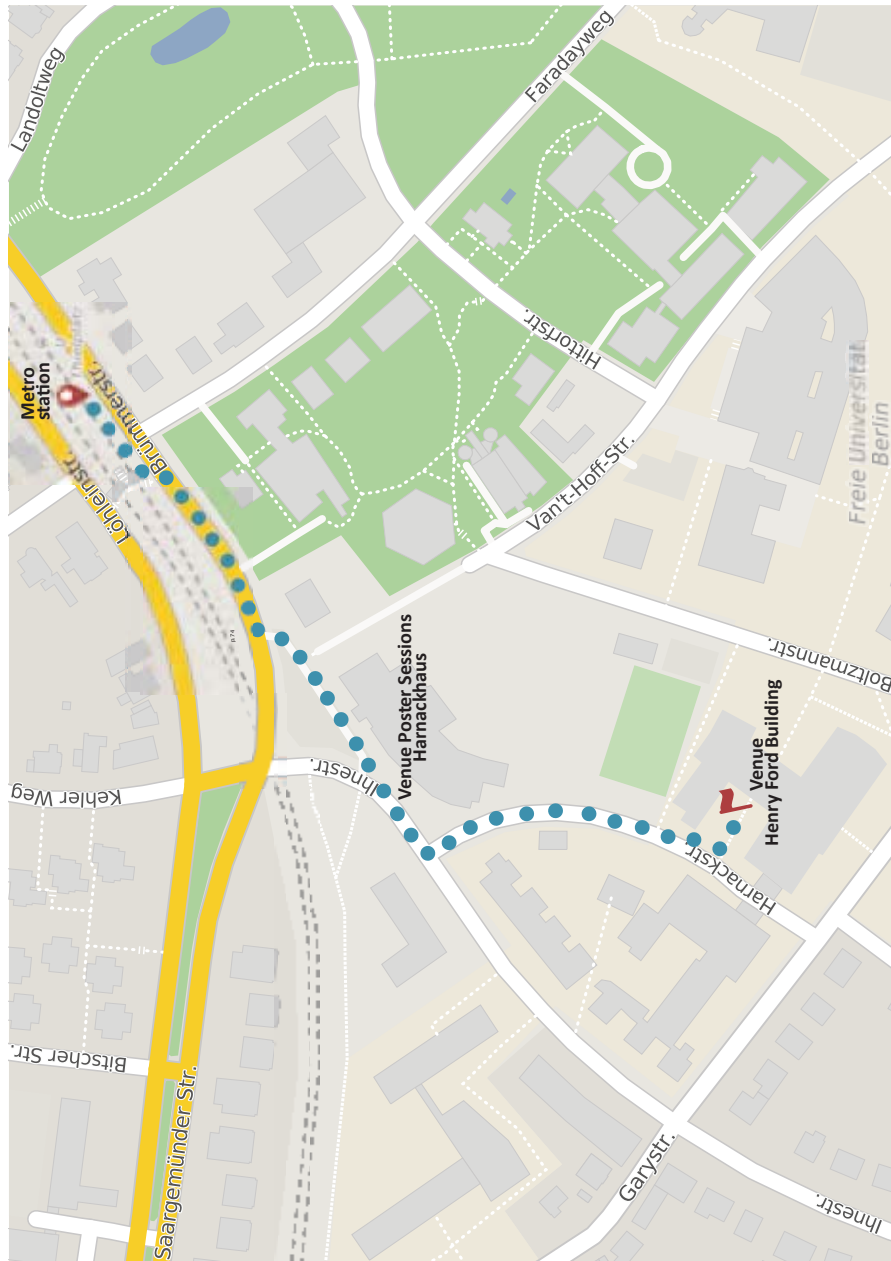 Landoltweg
Faradayweg
Metro
station
Löhleinstr.
Brümmerstr.
Thielplatz
Hittorfstr.
Van't-Hoff-Str.
Freie Universität
Berlin
Venue Poster Sessions
Harnackhaus
Boltzmannstr.
Ihnestr.
Kehler Weg
Venue
Henry Ford Building
Harnackstr.
Bitscher Str.
Saargemünder Str.
Garystr.
Ihnestr.